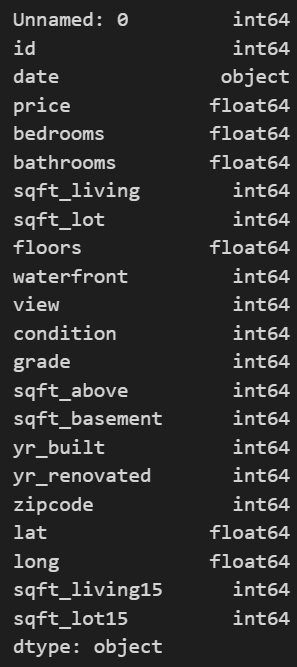 Unnamed: 0 int64
id int64
date object
price float64
bedrooms float64
bathrooms float64
sqft_living int64
sqft_lot int64
floors float64
waterfront int64
view int64
condition int64
grade int64
sqft_above int64
sqft_basement int64
yr_built int64
yr_renovated int64
zipcode int64
lat float64
long float64
sqft_living15 int64
sqft_lot15 int64
dtype: object